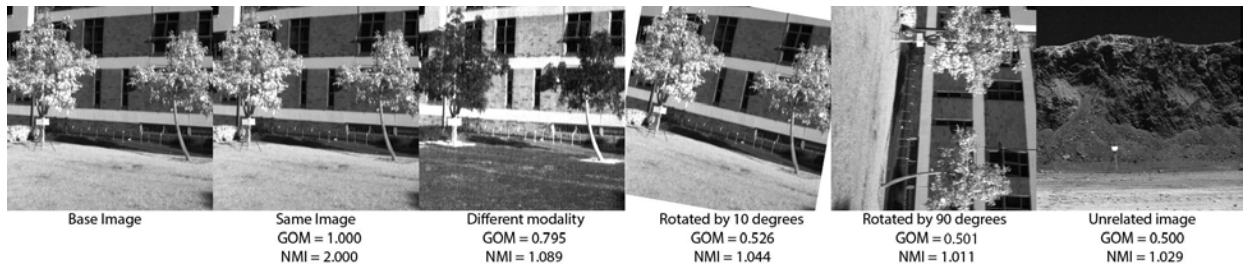 Base Image
Same Image
GOM = 1.000
NMI = 2.000
Different modality
GOM = 0.795
NMI = 1.089
Rotated by 10 degrees
GOM = 0.526
NMI = 1.044
Rotated by 90 degrees
GOM = 0.501
NMI = 1.011
Unrelated image
GOM = 0.500
NMI = 1.029